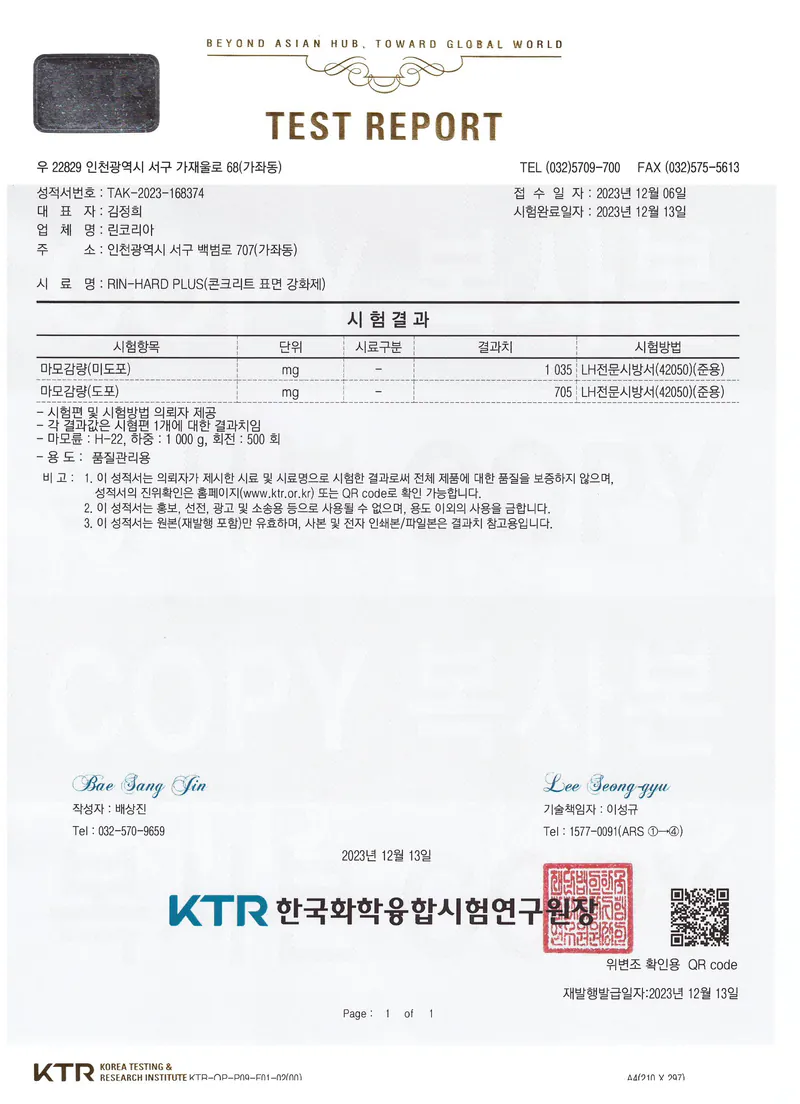 BEYOND ASIAN HUB, TOWARD GLOBAL WORLD
KTR
TEST REPORT
우 22829 인천광역시 서구 가재울로 68(가좌동) TEL (032)5709-700 FAX (032)575-5613
성적서번호 : TAK-2023-168374 접 수 일 자 : 2023년 12월 06일
대 표 자 : 김정희 시험완료일자 : 2023년 12월 13일
업 체 명 : 린코리아
주 소 : 인천광역시 서구 백범로 707(가좌동)
시 료 명 : RIN-HARD PLUS(콘크리트 표면 강화제)
시 험 결 과
시험항목 단위 시료구분 결과치 시험방법
마모감량(미도포) mg - 1 035 LH전문시방서(42050)(준용)
마모감량(도포) mg - 705 LH전문시방서(42050)(준용)
- 시험편 및 시험방법 의뢰자 제공
- 각 결과값은 시험편 1개에 대한 결과치임
- 마모륜 : H-22, 하중 : 1 000 g, 회전 : 500 회
- 용 도 : 품질관리용
비 고 : 1. 이 성적서는 의뢰자가 제시한 시료 및 시료명으로 시험한 결과로써 전체 제품에 대한 품질을 보증하지 않으며,
성적서의 진위확인은 홈페이지(www.ktr.or.kr) 또는 QR code로 확인 가능합니다.
2. 이 성적서는 홍보, 선전, 광고 및 소송용 등으로 사용될 수 없으며, 용도 이외의 사용을 금합니다.
3. 이 성적서는 원본(재발행 포함)만 유효하며, 사본 및 전자 인쇄본/파일본은 결과치 참고용입니다.
COPY 복사본
Bae Sang Jin Lee Seong-gyu
작성자 : 배상진 기술책임자 : 이성규
Tel : 032-570-9659 Tel : 1577-0091(ARS ①→④)
2023년 12월 13일
KTR 한국화학융합시험연구원장
위변조 확인용 QR code
재발행발급일자:2023년 12월 13일
Page : 1 of 1
KTR KOREA TESTING &
RESEARCH INSTITUTE KTR-QP-P09-F01-02(00) A4(210 X 297)